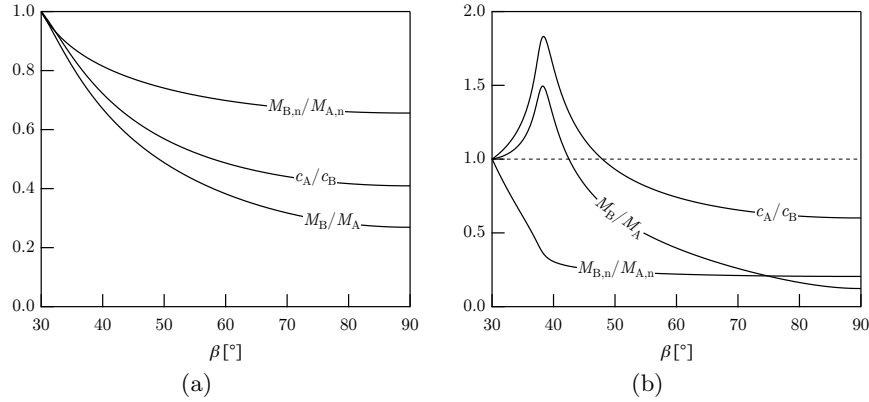 1.0
0.8
0.6
0.4
0.2
0.0
30 40 50 60 70 80 90
β [°]
M_B,n/M_A,n
c_A/c_B
M_B/M_A
(a)
2.0
1.5
1.0
0.5
0.0
30 40 50 60 70 80 90
β [°]
M_B/M_A
c_A/c_B
M_B,n/M_A,n
(b)